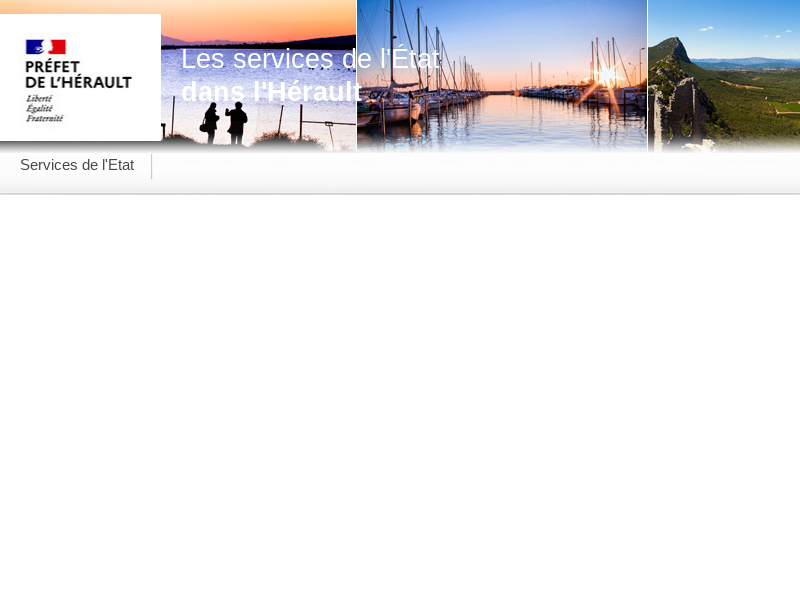 PRÉFET
DE L'HÉRAULT
Liberté
Égalité
Fraternité
Les services de l'État
dans l'Hérault
Services de l'Etat